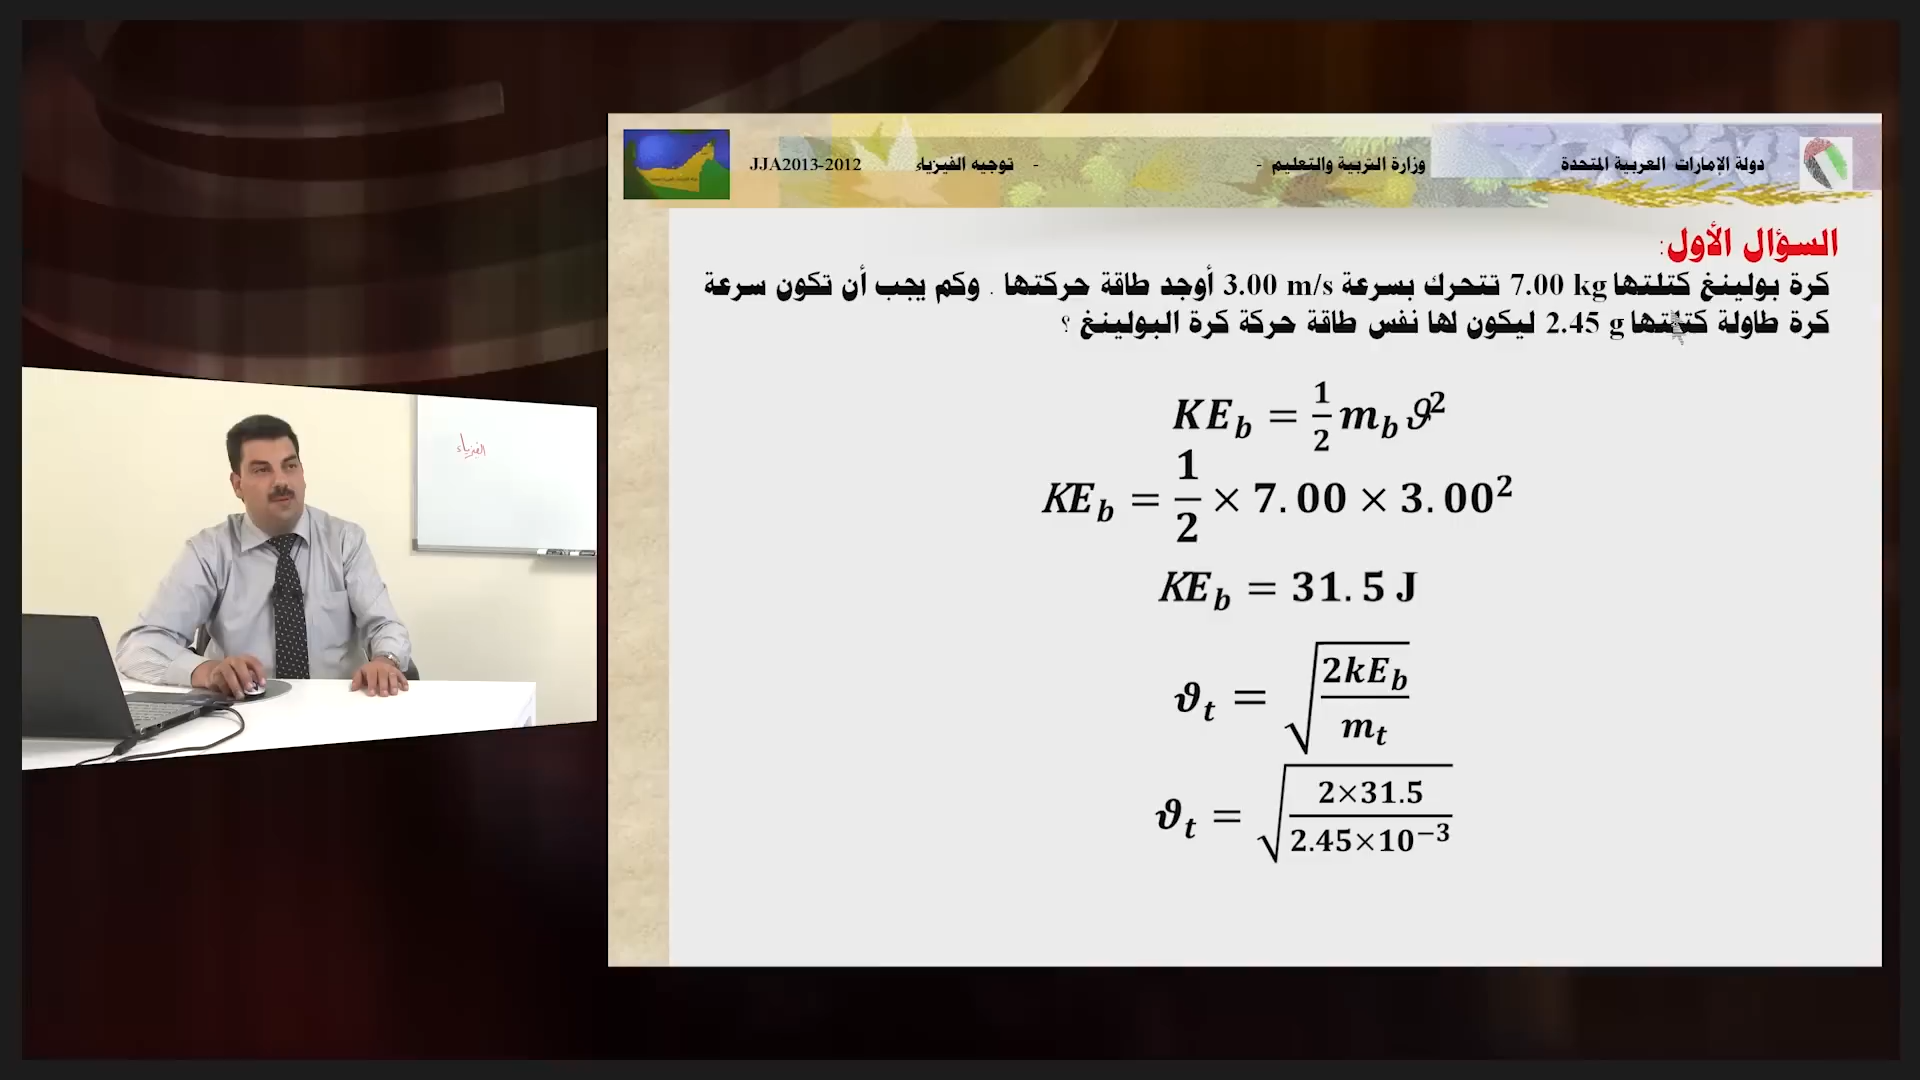 دولة الإمارات العربية المتحدة وزارة التربية والتعليم - - توجيه الفيزياء JJA2013-2012
السؤال الأول:
كرة بولينغ كتلتها 7.00 kg تتحرك بسرعة 3.00 m/s أوجد طاقة حركتها . وكم يجب أن تكون سرعة
كرة طاولة كتلتها 2.45 g ليكون لها نفس طاقة حركة كرة البولينغ ؟
KE_b = 1/2 m_b ϑ²
KE_b = 1/2 × 7.00 × 3.00²
KE_b = 31.5 J
ϑ_t = √(2kE_b / m_t)
ϑ_t = √(2×31.5 / 2.45×10⁻³)
الفيزياء